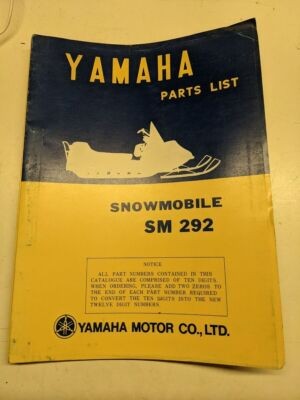 YAMAHA
PARTS LIST
SNOWMOBILE
SM 292
NOTICE
ALL PART NUMBERS CONTAINED IN THIS
CATALOGUE ARE COMPRISED OF TEN DIGITS.
WHEN ORDERING, PLEASE ADD TWO ZEROS TO
THE END OF EACH PART NUMBER REQUIRED
TO CONVERT THE TEN DIGITS INTO THE NEW
TWELVE DIGIT NUMBERS.
YAMAHA MOTOR CO., LTD.